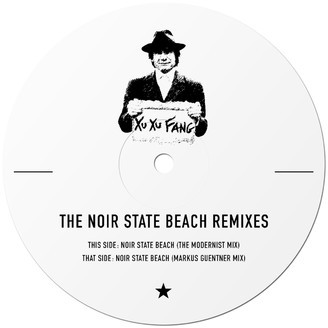 XU XU FANG
THE NOIR STATE BEACH REMIXES
THIS SIDE: NOIR STATE BEACH (THE MODERNIST MIX)
THAT SIDE: NOIR STATE BEACH (MARKUS GUENTNER MIX)